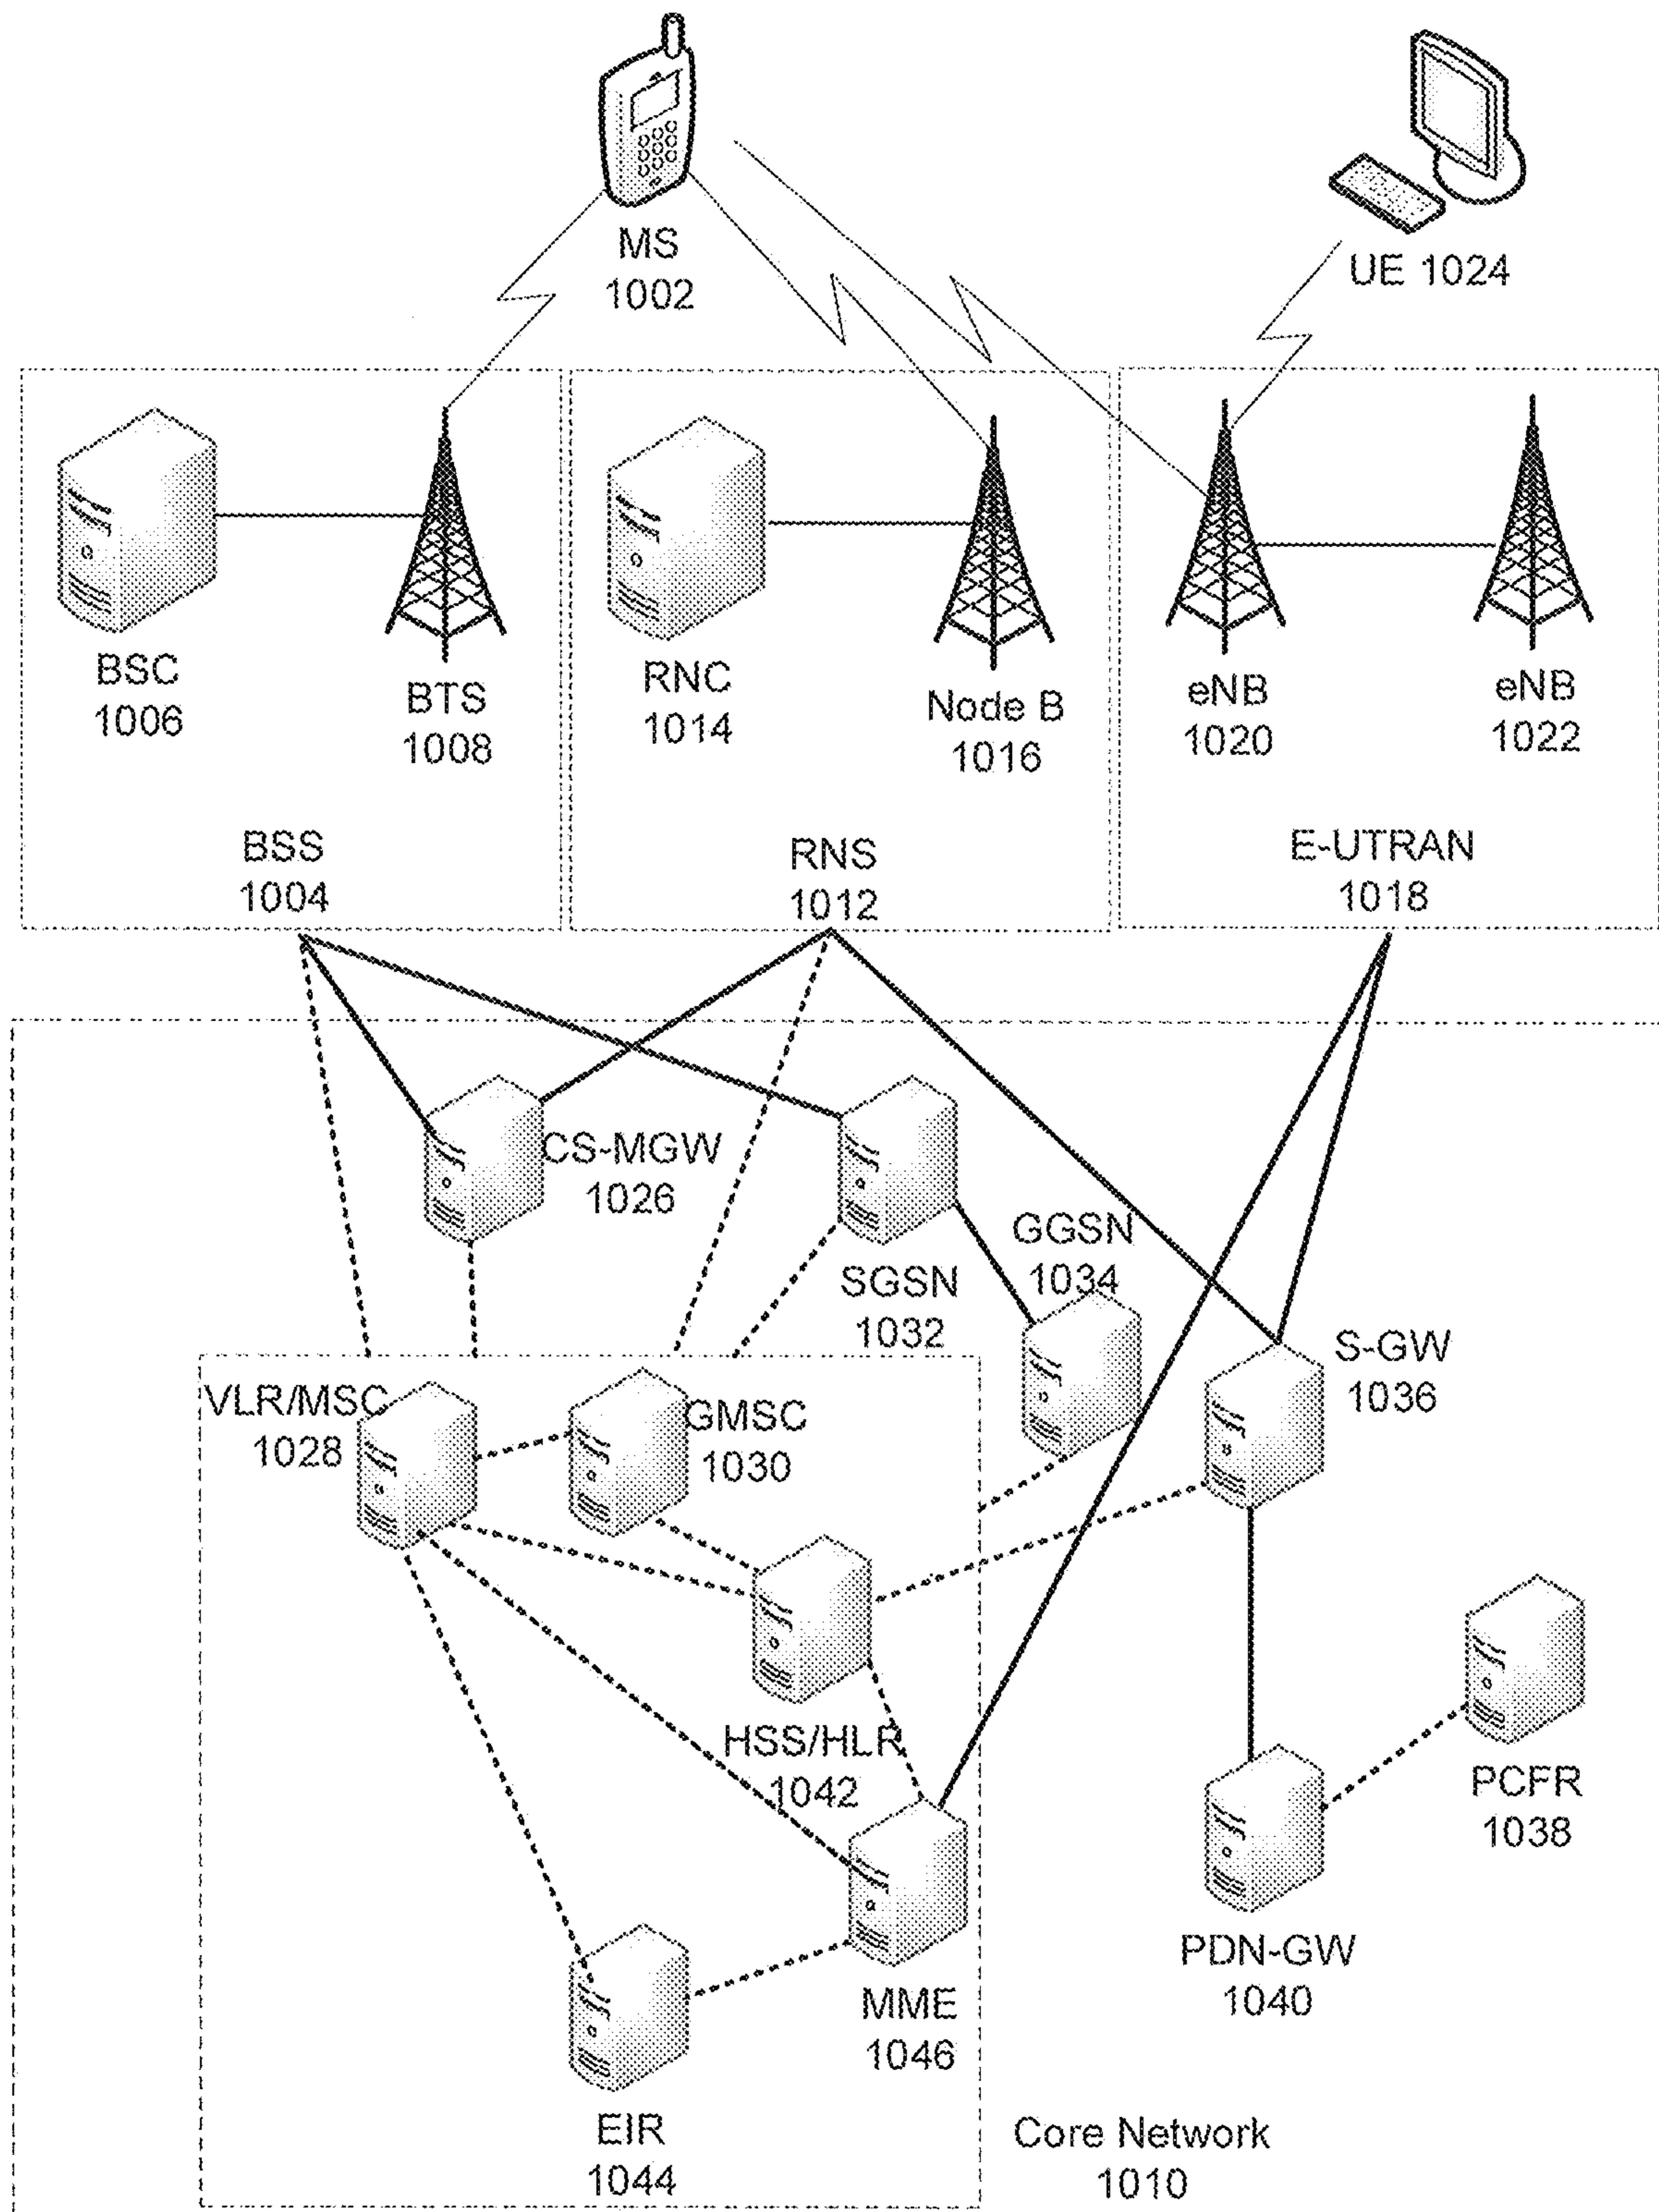 MS
1002
UE 1024
BSC
1006
BTS
1008
RNC
1014
Node B
1016
eNB
1020
eNB
1022
BSS
1004
RNS
1012
E-UTRAN
1018
CS-MGW
1026
SGSN
1032
GGSN
1034
S-GW
1036
VLR/MSC
1028
GMSC
1030
HSS/HLR
1042
PCFR
1038
PDN-GW
1040
MME
1046
EIR
1044
Core Network
1010